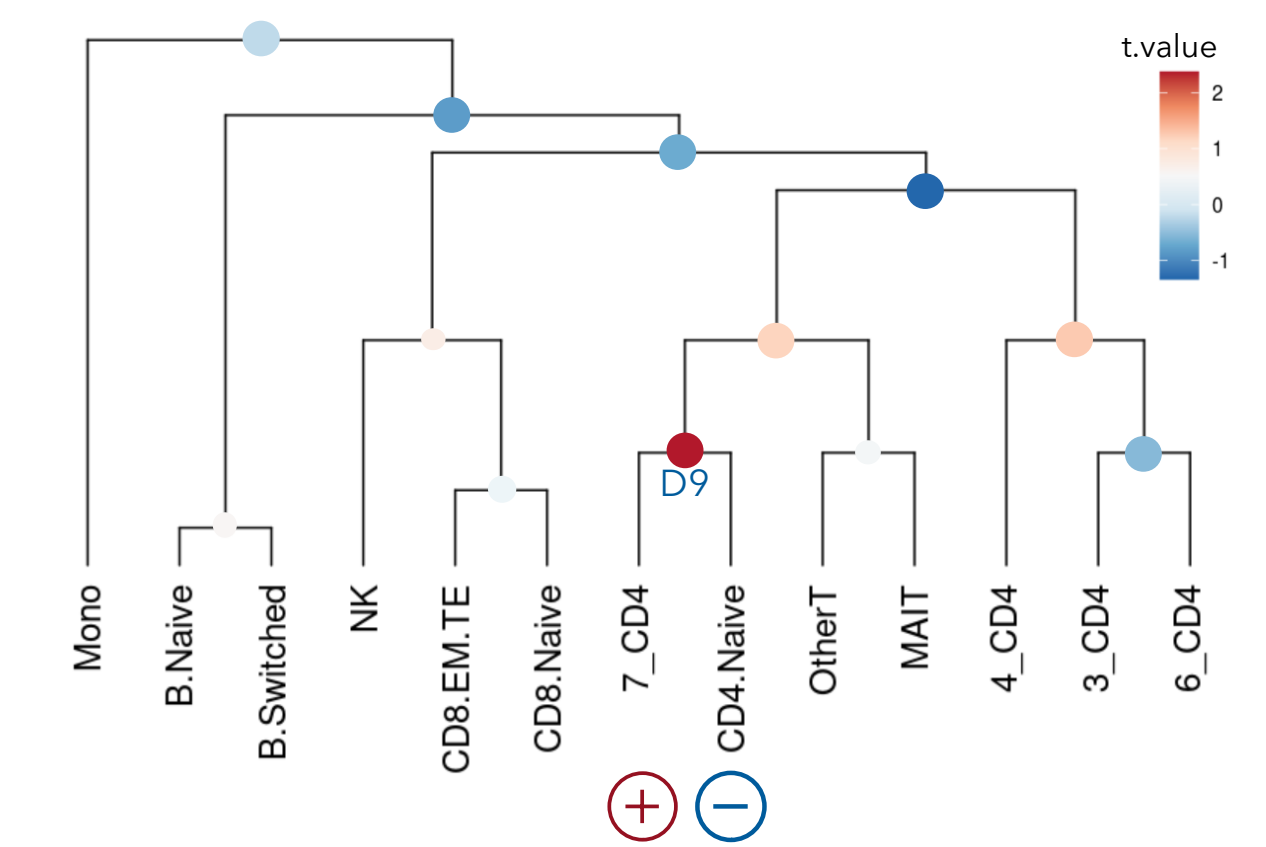 t.value
2
1
0
-1
D9
Mono
B.Naive
B.Switched
NK
CD8.EM.TE
CD8.Naive
7_CD4
CD4.Naive
OtherT
MAIT
4_CD4
3_CD4
6_CD4
+
−